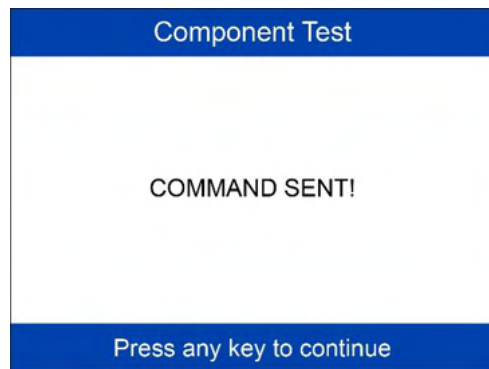 Component Test
COMMAND SENT!
Press any key to continue